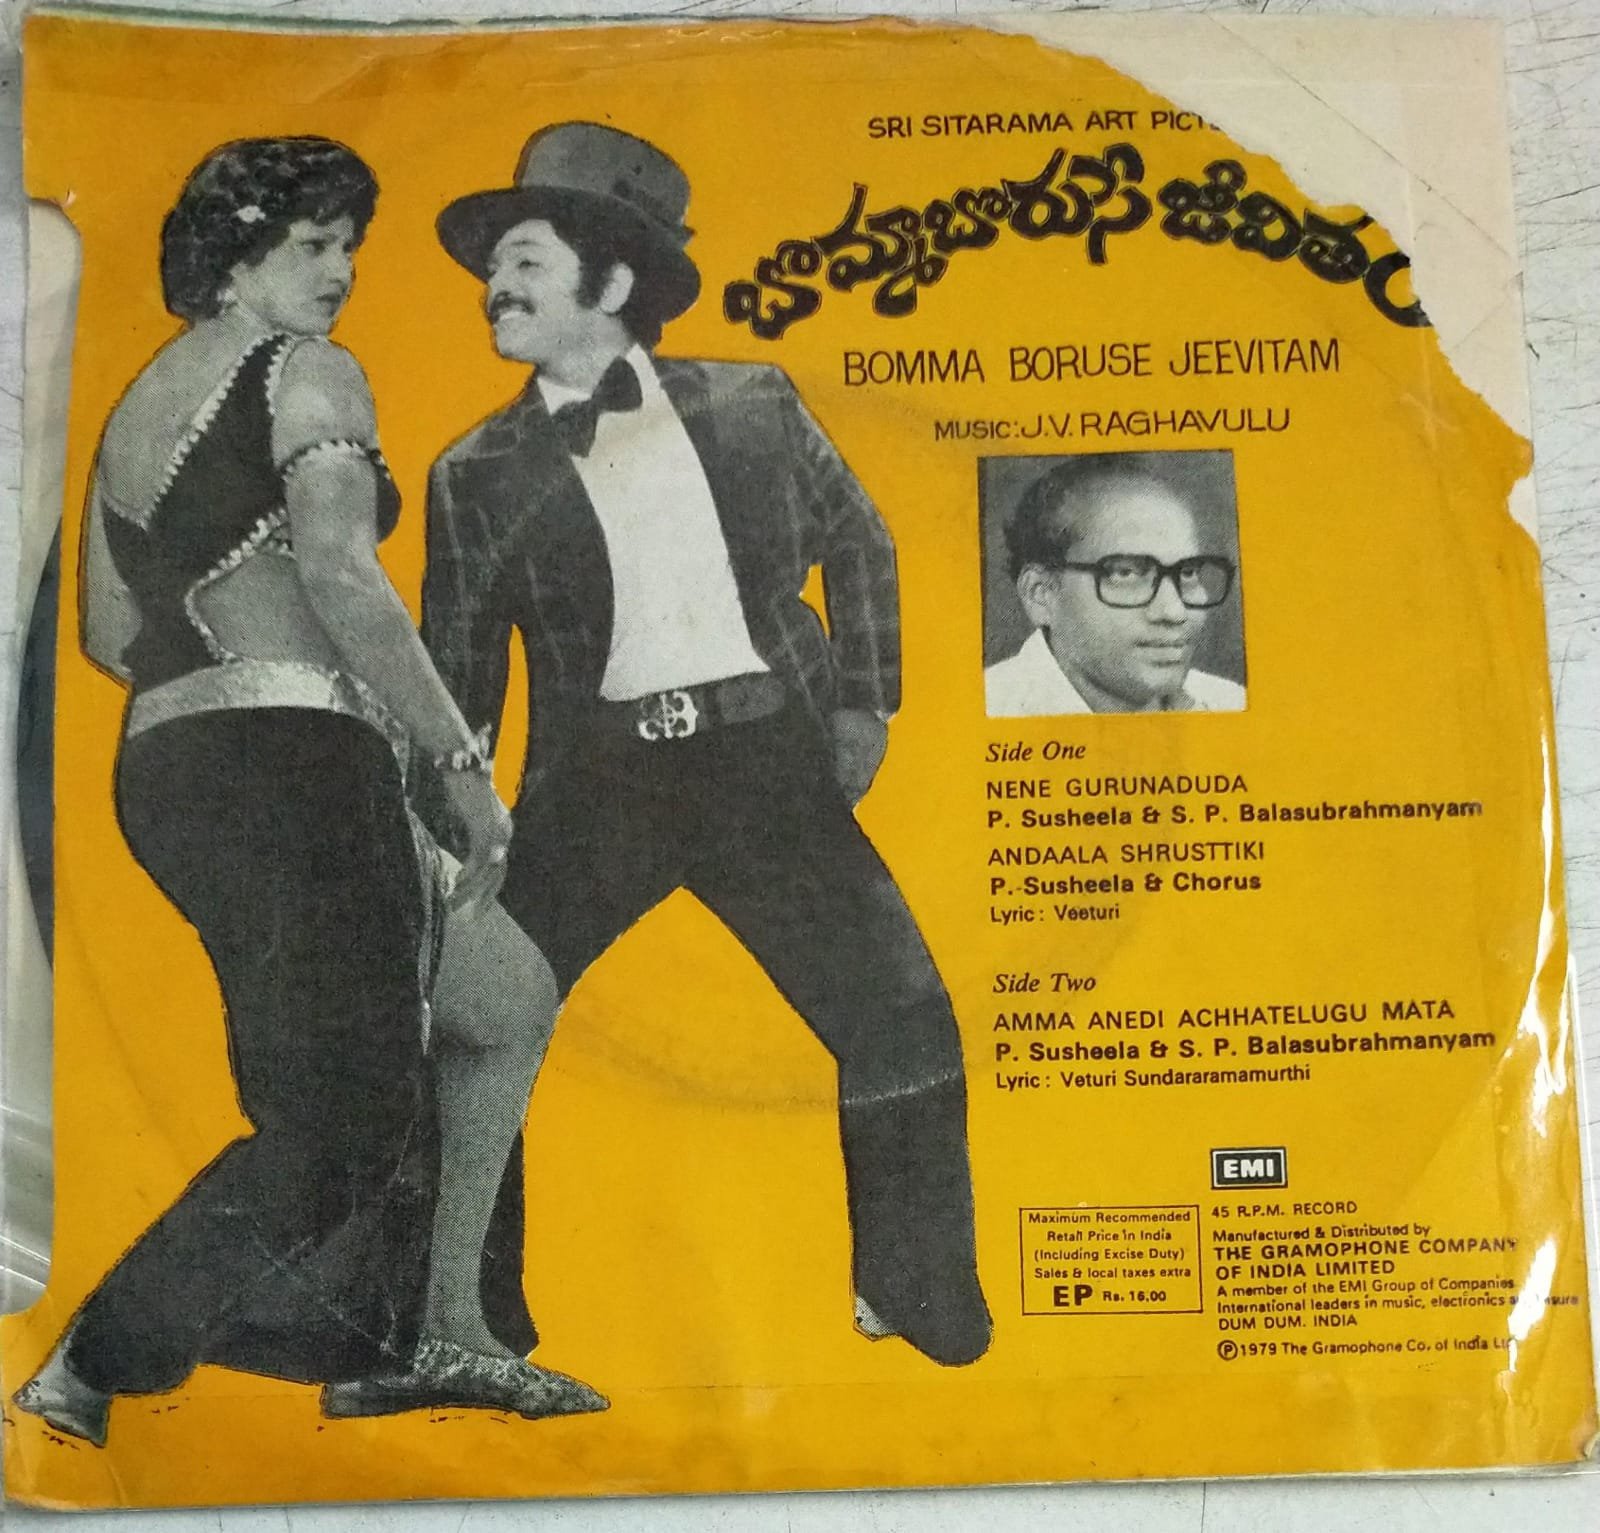 SRI SITARAMA ART
బొమ్మాబొరుసే జీవితం
BOMMA BORUSE JEEVITAM
MUSIC: J.V. RAGHAVULU
Side One
NENE GURUNADUDA
P. Susheela & S. P. Balasubrahmanyam
ANDAALA SHRUSTTIKI
P. Susheela & Chorus
Lyric : Veeturi
Side Two
AMMA ANEDI ACHHATELUGU MATA
P. Susheela & S. P. Balasubrahmanyam
Lyric : Veturi Sundararamamurthi
EMI
Maximum Recommended
Retail Price in India
(Including Excise Duty)
Sales & local taxes extra
EP Rs. 16.00
45 R.P.M. RECORD
Manufactured & Distributed by
THE GRAMOPHONE COMPANY
OF INDIA LIMITED
A member of the EMI Group of Companies
International leaders in music, electronics
DUM DUM. INDIA
℗1979 The Gramophone Co. of India